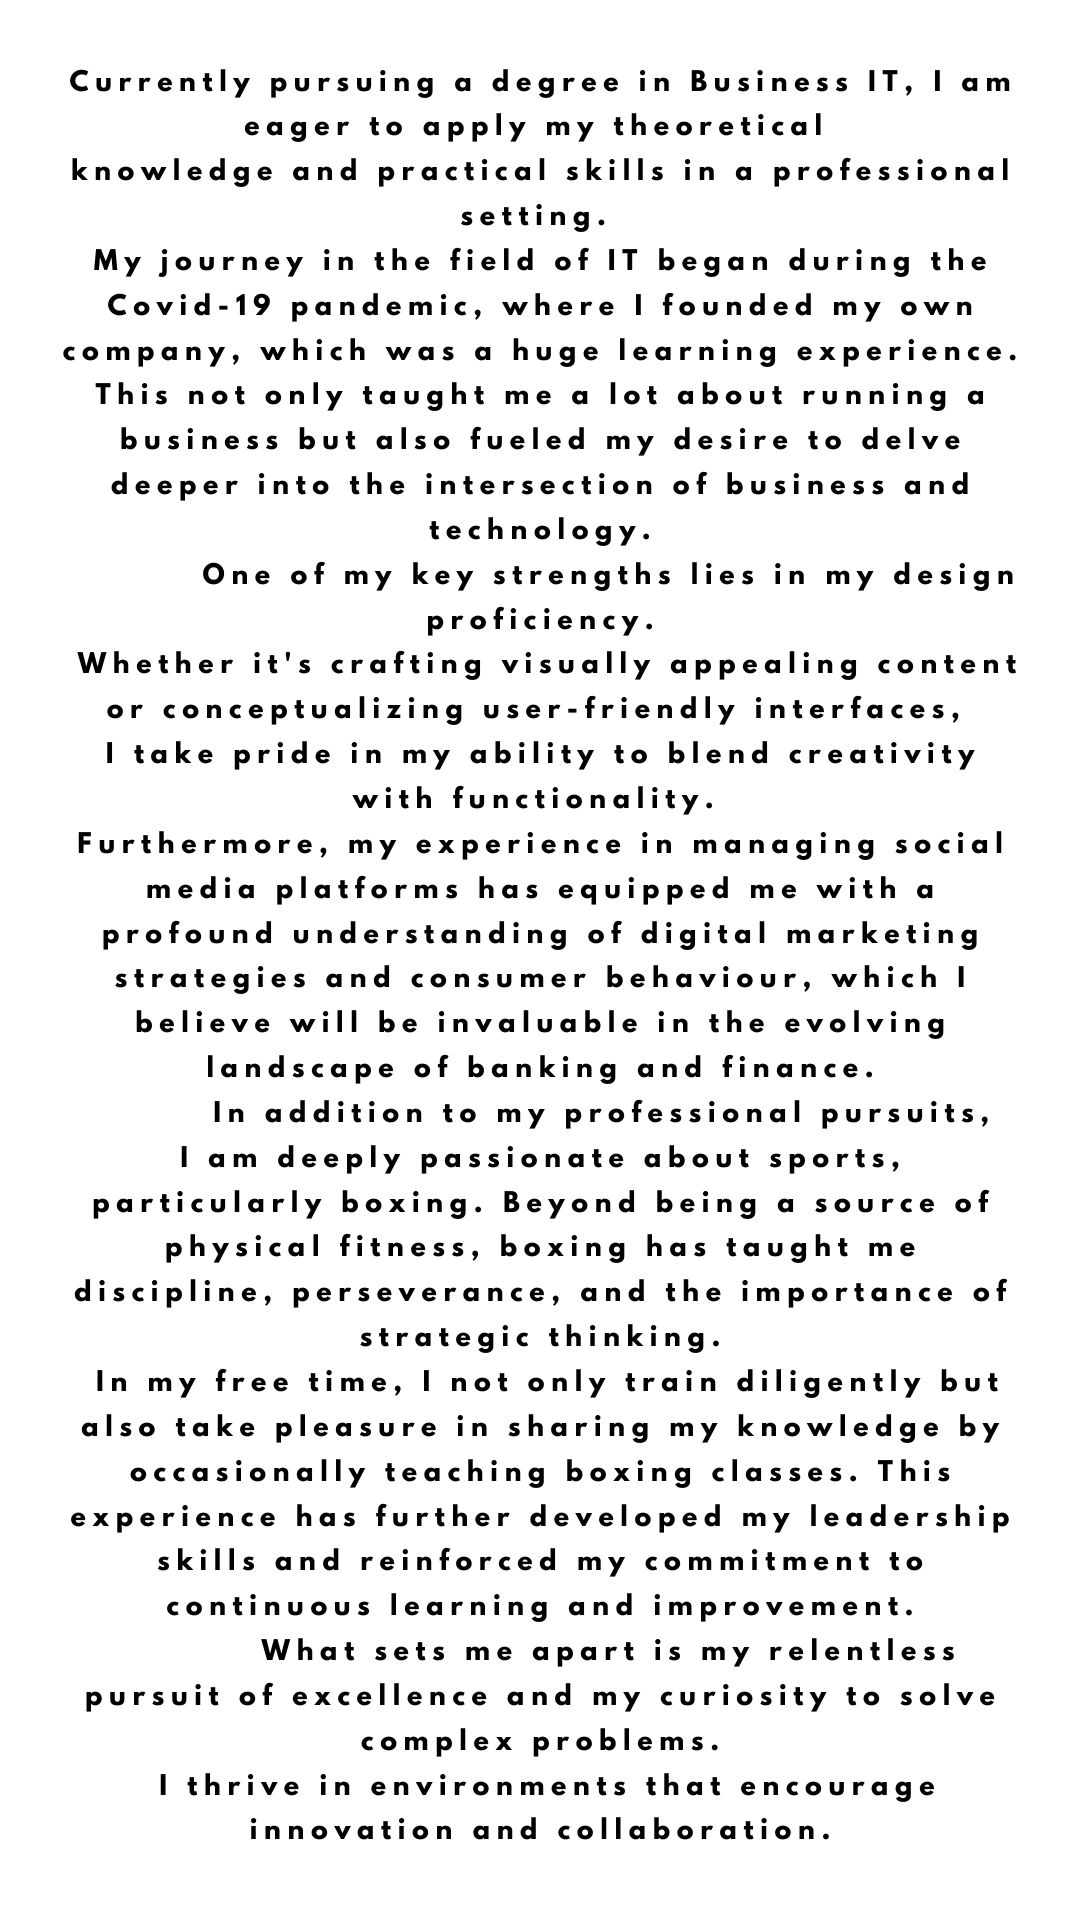 Currently pursuing a degree in Business IT, I am
eager to apply my theoretical
knowledge and practical skills in a professional
setting.
My journey in the field of IT began during the
Covid-19 pandemic, where I founded my own
company, which was a huge learning experience.
This not only taught me a lot about running a
business but also fueled my desire to delve
deeper into the intersection of business and
technology.
One of my key strengths lies in my design
proficiency.
Whether it's crafting visually appealing content
or conceptualizing user-friendly interfaces,
I take pride in my ability to blend creativity
with functionality.
Furthermore, my experience in managing social
media platforms has equipped me with a
profound understanding of digital marketing
strategies and consumer behaviour, which I
believe will be invaluable in the evolving
landscape of banking and finance.
In addition to my professional pursuits,
I am deeply passionate about sports,
particularly boxing. Beyond being a source of
physical fitness, boxing has taught me
discipline, perseverance, and the importance of
strategic thinking.
In my free time, I not only train diligently but
also take pleasure in sharing my knowledge by
occasionally teaching boxing classes. This
experience has further developed my leadership
skills and reinforced my commitment to
continuous learning and improvement.
What sets me apart is my relentless
pursuit of excellence and my curiosity to solve
complex problems.
I thrive in environments that encourage
innovation and collaboration.